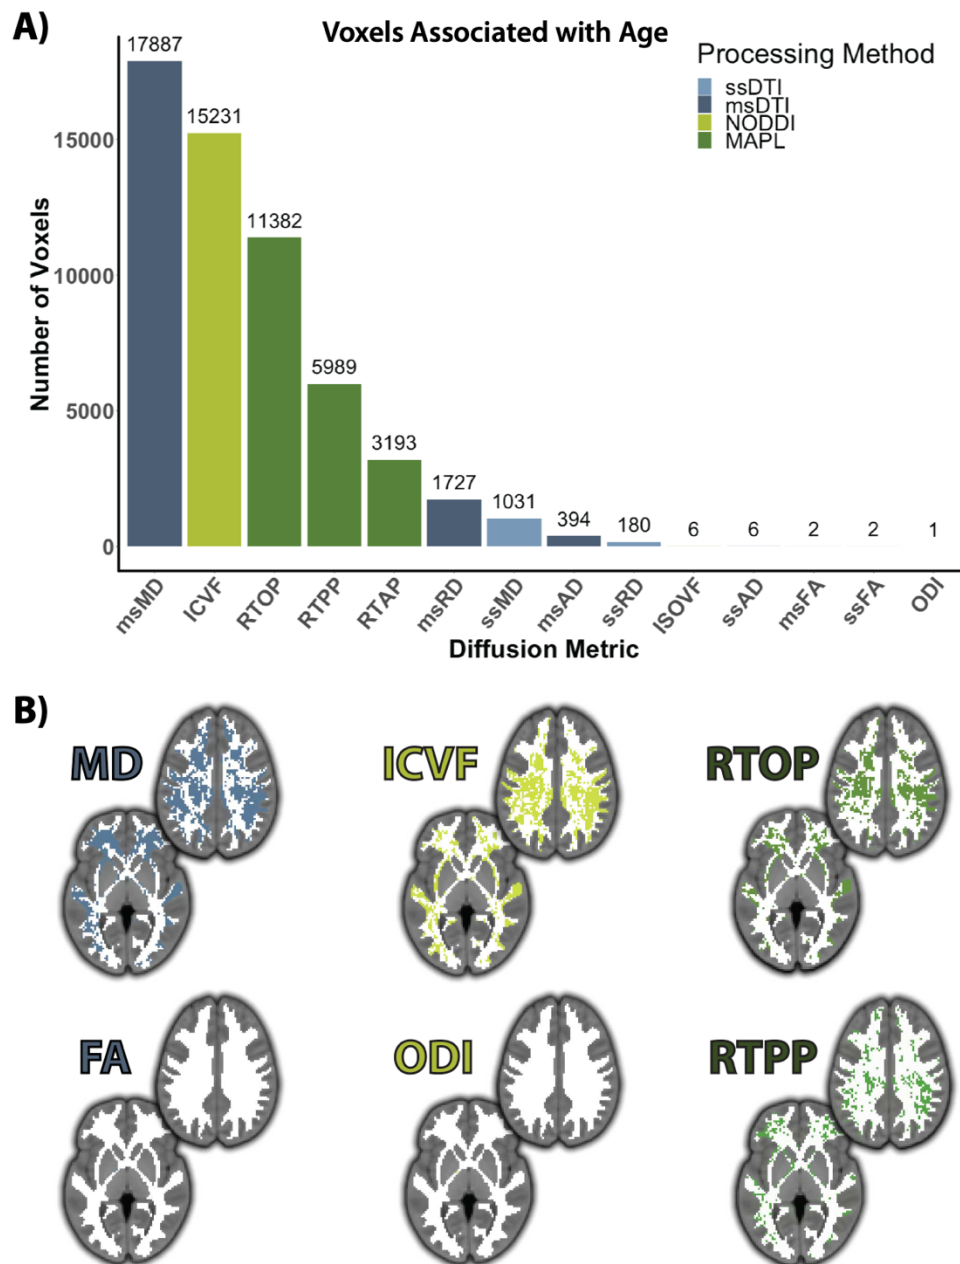 A)
Voxels Associated with Age
Processing Method
ssDTI
msDTI
NODDI
MAPL
Number of Voxels
15000
10000
5000
0
17887
15231
11382
5989
3193
1727
1031
394
180
6
6
2
2
1
msMD
ICVF
RTOP
RTPP
RTAP
msRD
ssMD
msAD
ssRD
ISOVF
ssAD
msFA
ssFA
ODI
Diffusion Metric
B)
MD
ICVF
RTOP
FA
ODI
RTPP